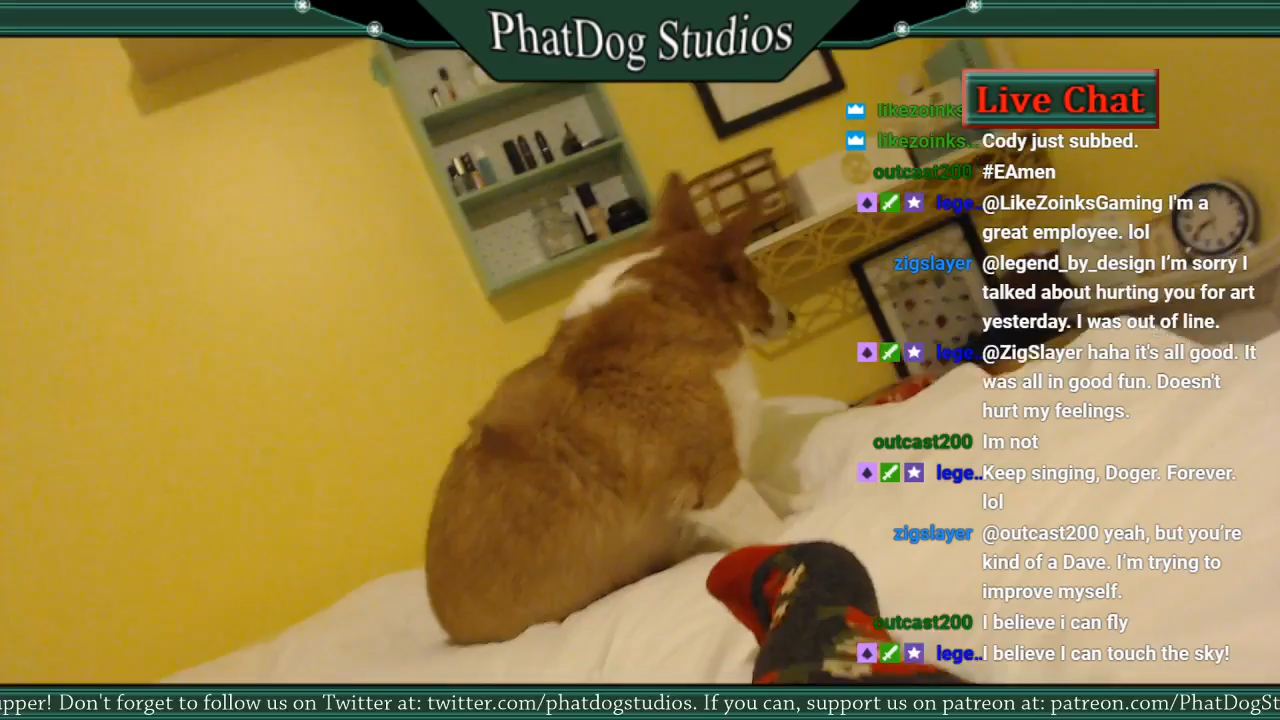 PhatDog Studios
Live Chat
likezoinks
likezoinks... Cody just subbed.
outcast200 #EAmen
lege.. @LikeZoinksGaming I'm a
great employee. lol
zigslayer @legend_by_design I'm sorry I
talked about hurting you for art
yesterday. I was out of line.
lege.. @ZigSlayer haha it's all good. It
was all in good fun. Doesn't
hurt my feelings.
outcast200 Im not
lege.. Keep singing, Doger. Forever.
lol
zigslayer @outcast200 yeah, but you're
kind of a Dave. I'm trying to
improve myself.
outcast200 I believe i can fly
lege.. I believe I can touch the sky!
upper! Don't forget to follow us on Twitter at: twitter.com/phatdogstudios. If you can, support us on patreon at: patreon.com/PhatDogSt